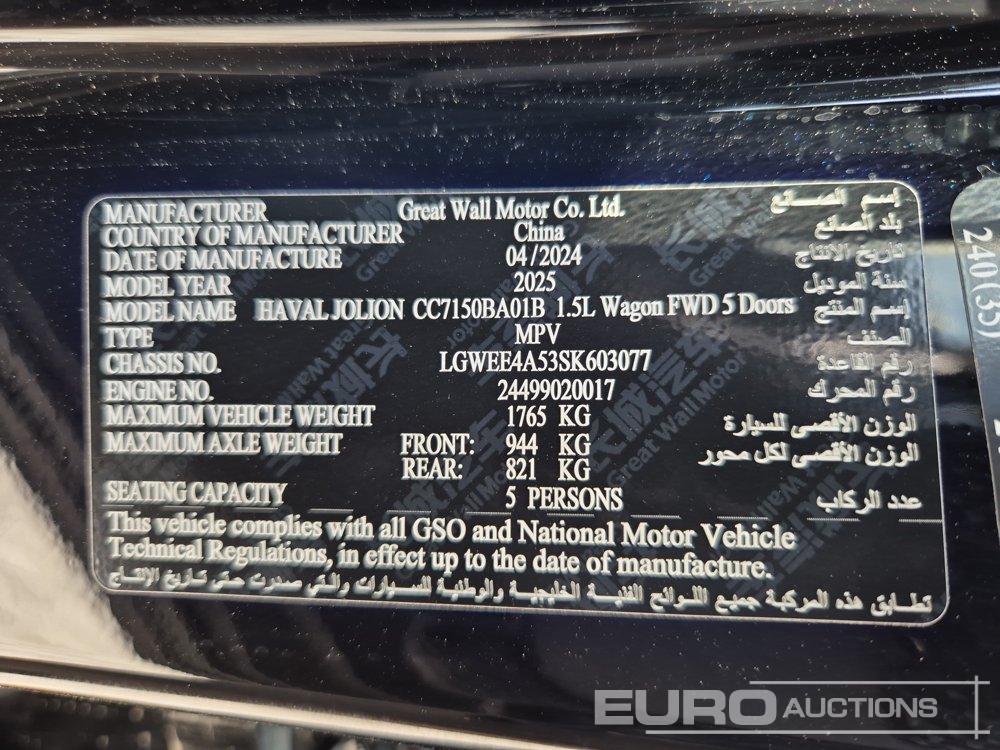 MANUFACTURER Great Wall Motor Co. Ltd. إسم الصانع
COUNTRY OF MANUFACTURER China بلد الصانع
DATE OF MANUFACTURE 04/2024 تاريخ الانتاج
MODEL YEAR 2025 سنة الموديل
MODEL NAME HAVAL JOLION CC7150BA01B 1.5L Wagon FWD 5 Doors إسم المنتج
TYPE MPV الصنف
CHASSIS NO. LGWEE4A53SK603077 رقم القاعدة
ENGINE NO. 24499020017 رقم المحرك
MAXIMUM VEHICLE WEIGHT 1765 KG الوزن الأقصى للسيارة
MAXIMUM AXLE WEIGHT FRONT: 944 KG الوزن الأقصى لكل محور
REAR: 821 KG
SEATING CAPACITY 5 PERSONS عدد الركاب
This vehicle complies with all GSO and National Motor Vehicle
Technical Regulations, in effect up to the date of manufacture.
تطابق هذه المركبة جميع اللوائح الفنية الخليجية والوطنية للسيارات والتي صدرت حتى تاريخ الإنتاج
240(35)
EURO AUCTIONS